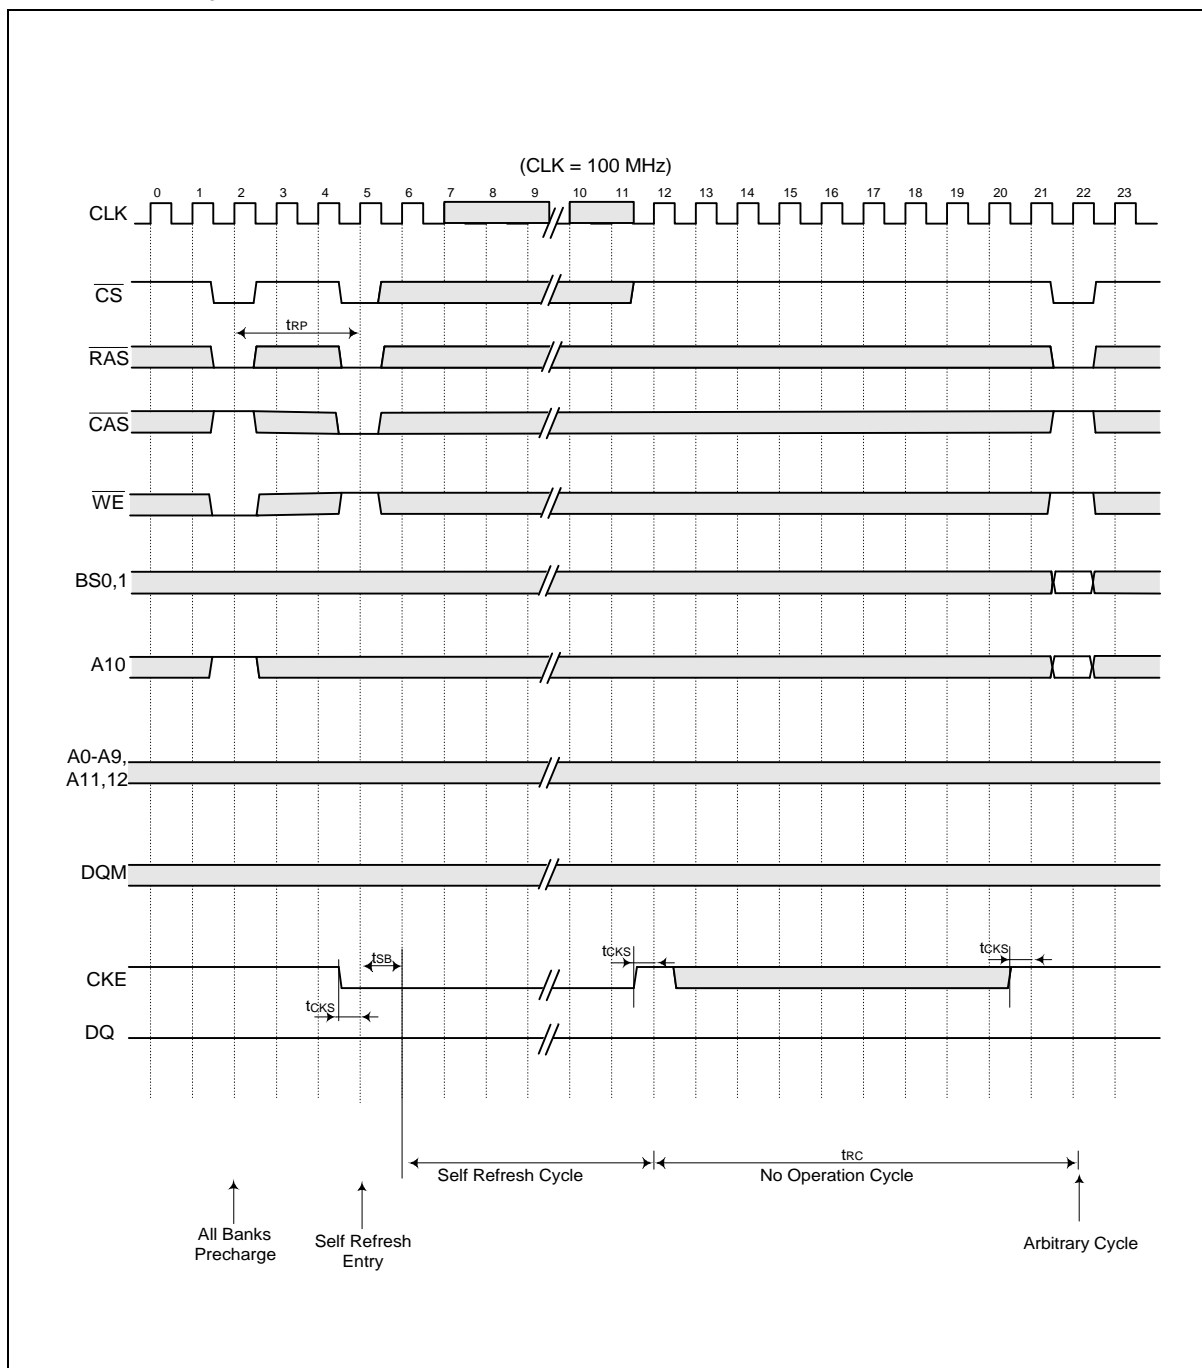 (CLK = 100 MHz)
0 1 2 3 4 5 6 7 8 9 10 11 12 13 14 15 16 17 18 19 20 21 22 23
CLK
CS
tRP
RAS
CAS
WE
BS0,1
A10
A0-A9,
A11,12
DQM
tSB
tCKS
tCKS
CKE
tCKS
DQ
tRC
Self Refresh Cycle
No Operation Cycle
All Banks
Precharge
Self Refresh
Entry
Arbitrary Cycle